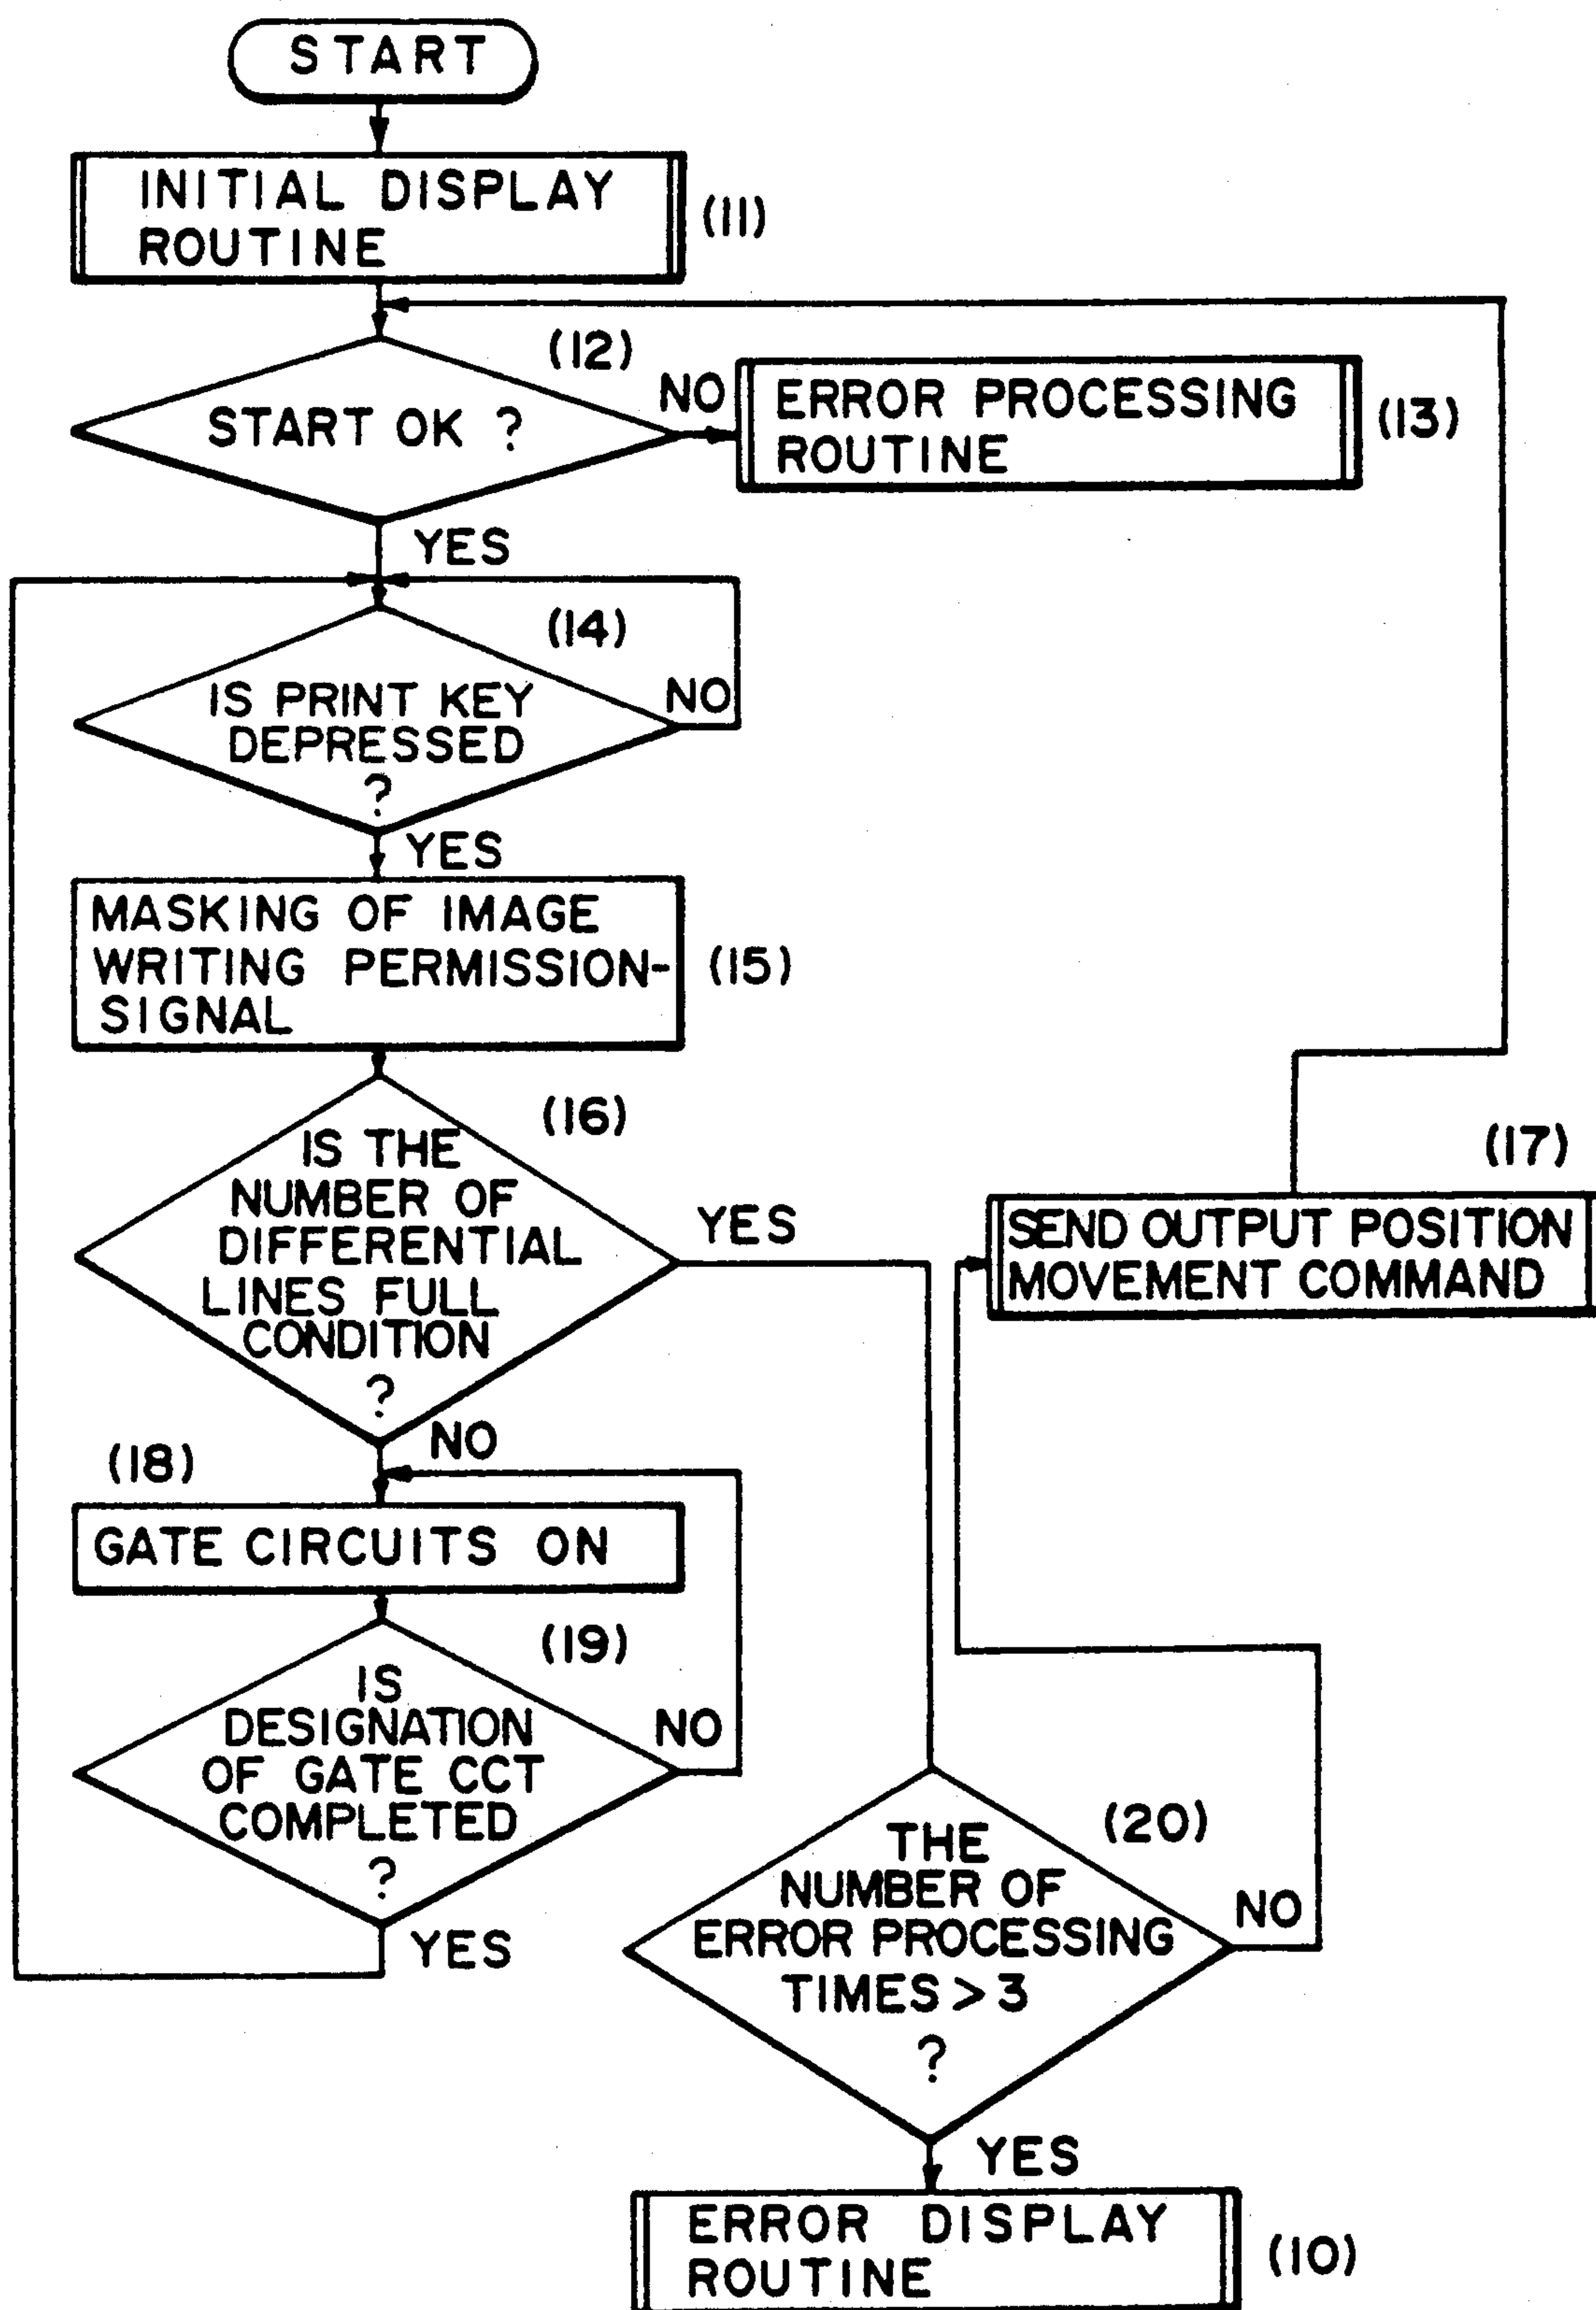 START
INITIAL DISPLAY
ROUTINE
(11)
(12)
START OK ?
NO
ERROR PROCESSING
ROUTINE
(13)
YES
(14)
IS PRINT KEY
DEPRESSED
?
NO
YES
MASKING OF IMAGE
WRITING PERMISSION-
SIGNAL
(15)
(16)
IS THE
NUMBER OF
DIFFERENTIAL
LINES FULL
CONDITION
?
YES
(17)
SEND OUTPUT POSITION
MOVEMENT COMMAND
NO
(18)
GATE CIRCUITS ON
(19)
IS
DESIGNATION
OF GATE CCT
COMPLETED
?
NO
YES
(20)
THE
NUMBER OF
ERROR PROCESSING
TIMES > 3
?
NO
YES
ERROR DISPLAY
ROUTINE
(10)